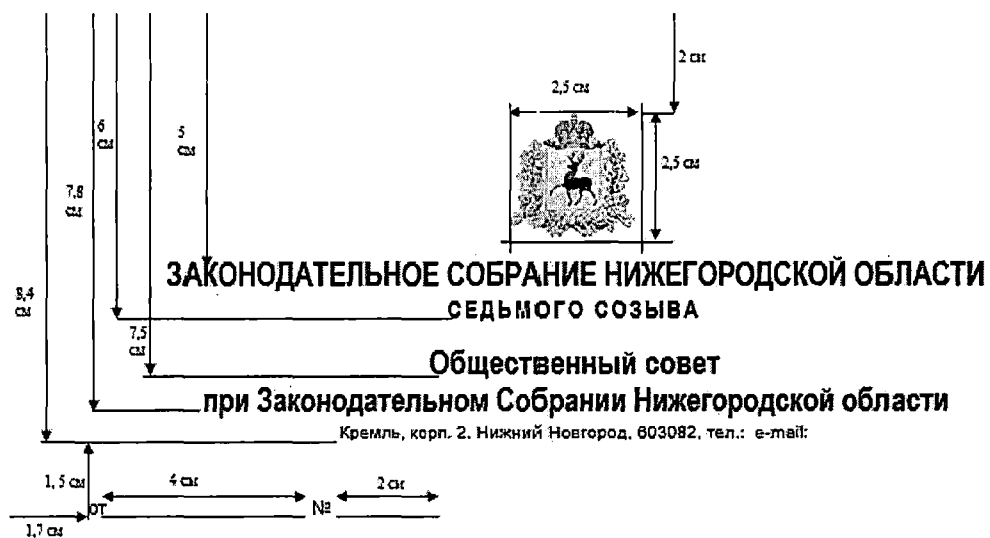 2 см
2,5 см
6 см
5 см
2,5 см
7,8 см
ЗАКОНОДАТЕЛЬНОЕ СОБРАНИЕ НИЖЕГОРОДСКОЙ ОБЛАСТИ
8,4 см
СЕДЬМОГО СОЗЫВА
7,5 см
Общественный совет
при Законодательном Собрании Нижегородской области
Кремль, корп. 2, Нижний Новгород, 603082, тел.: e-mail:
1,5 см
4 см
2 см
от
№
1,7 см